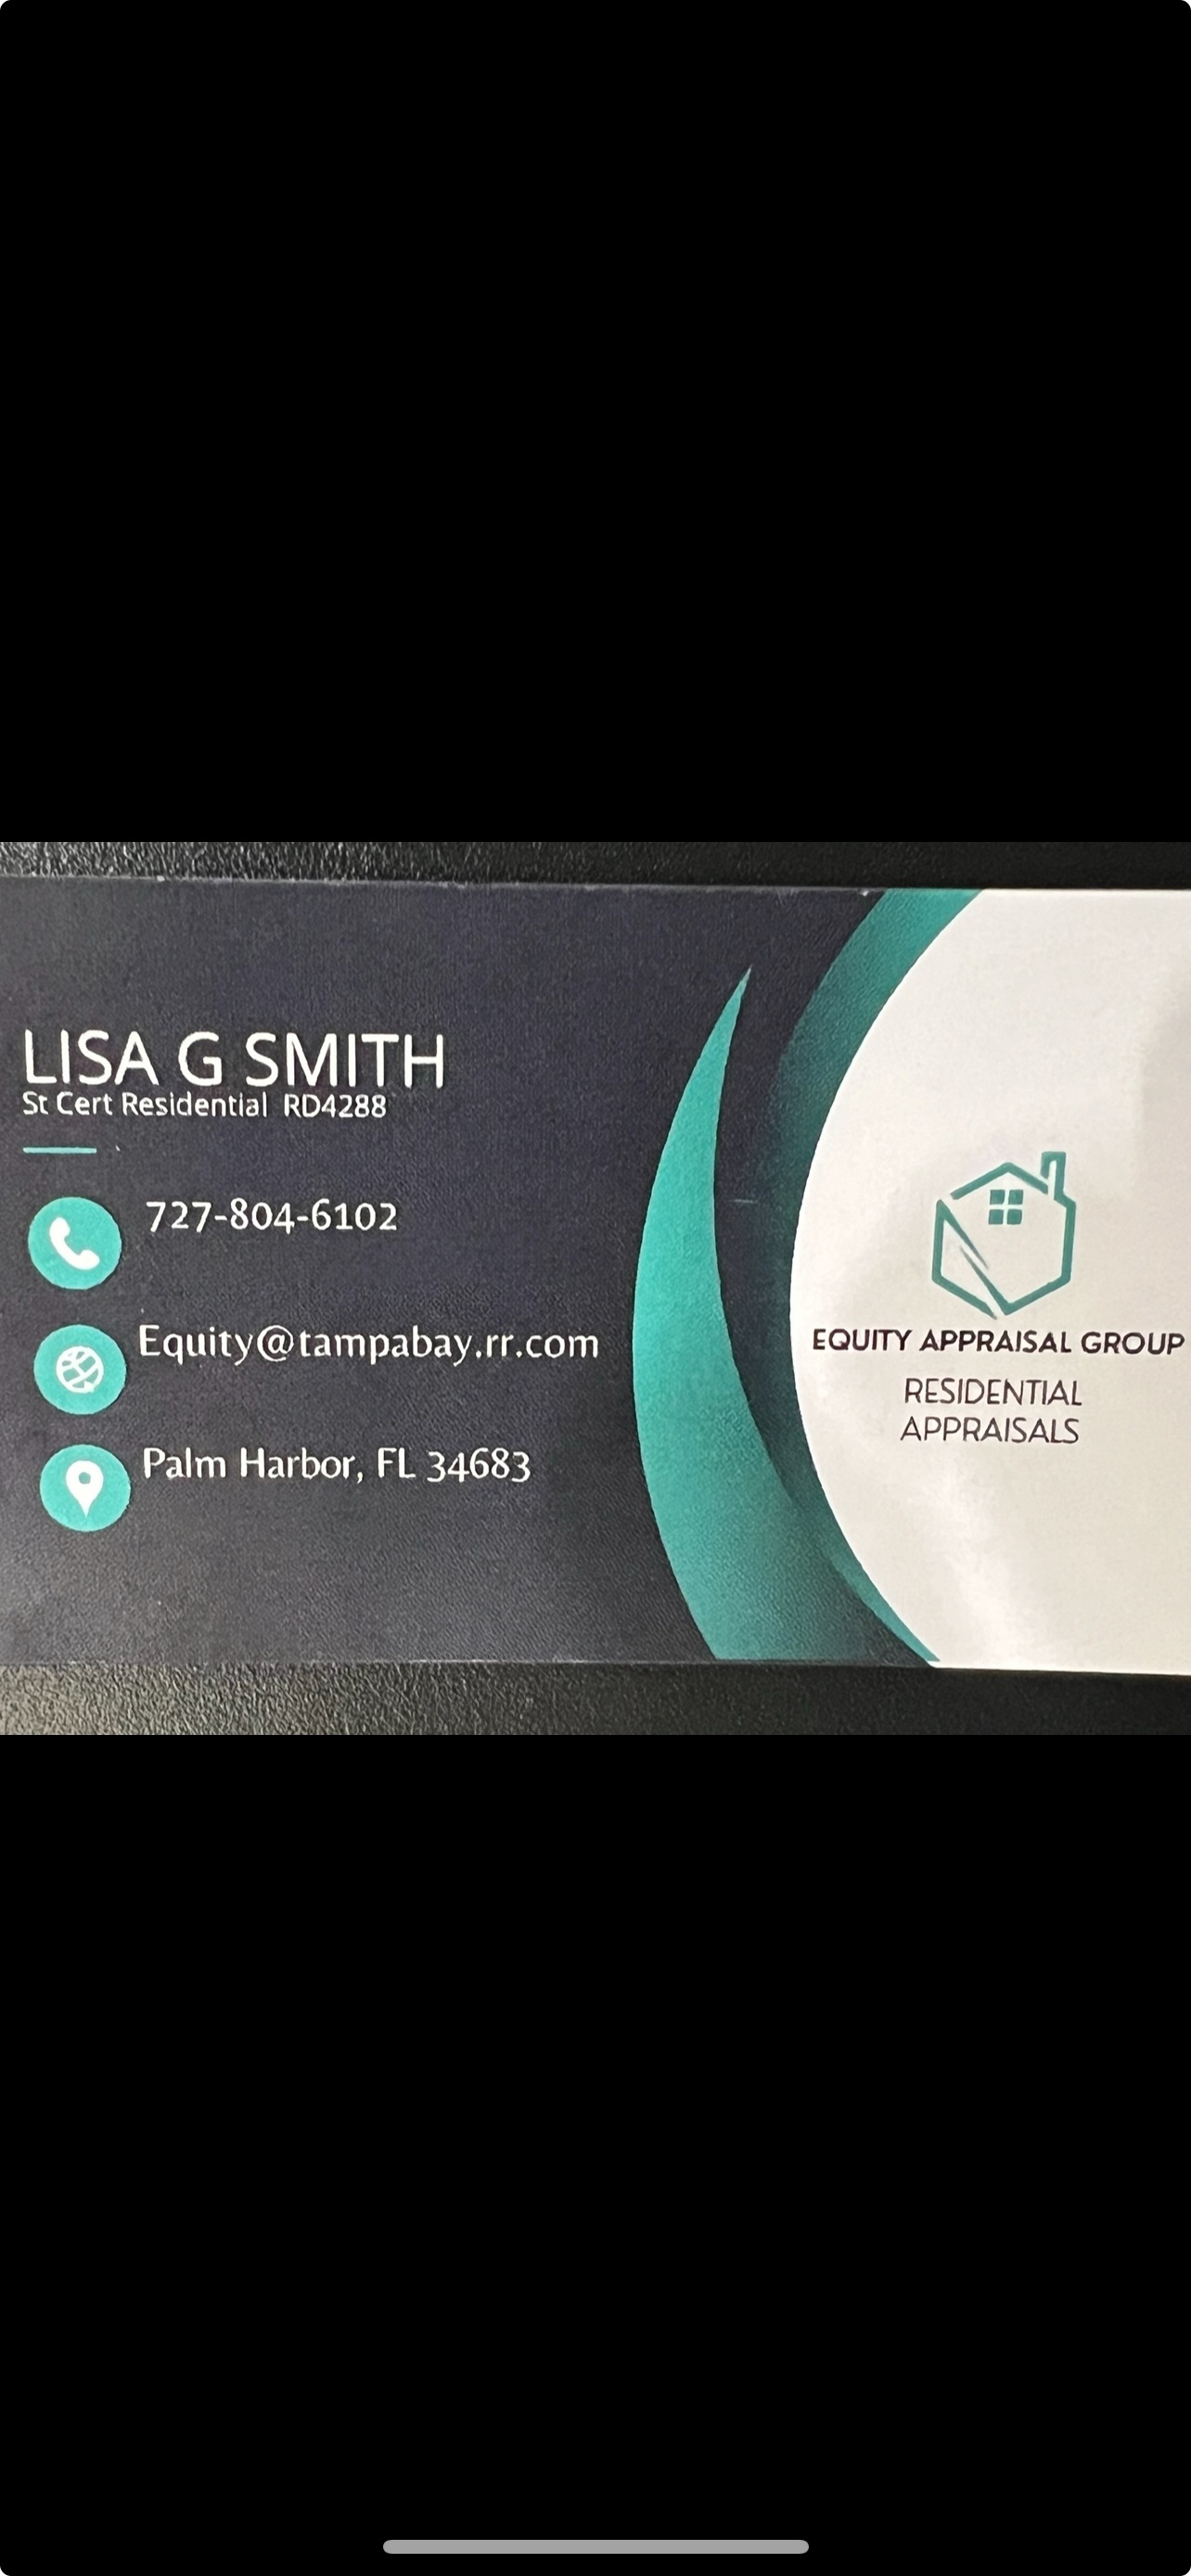 LISA G SMITH
St Cert Residential RD4288
727-804-6102
Equity@tampabay.rr.com
Palm Harbor, FL 34683
EQUITY APPRAISAL GROUP
RESIDENTIAL
APPRAISALS